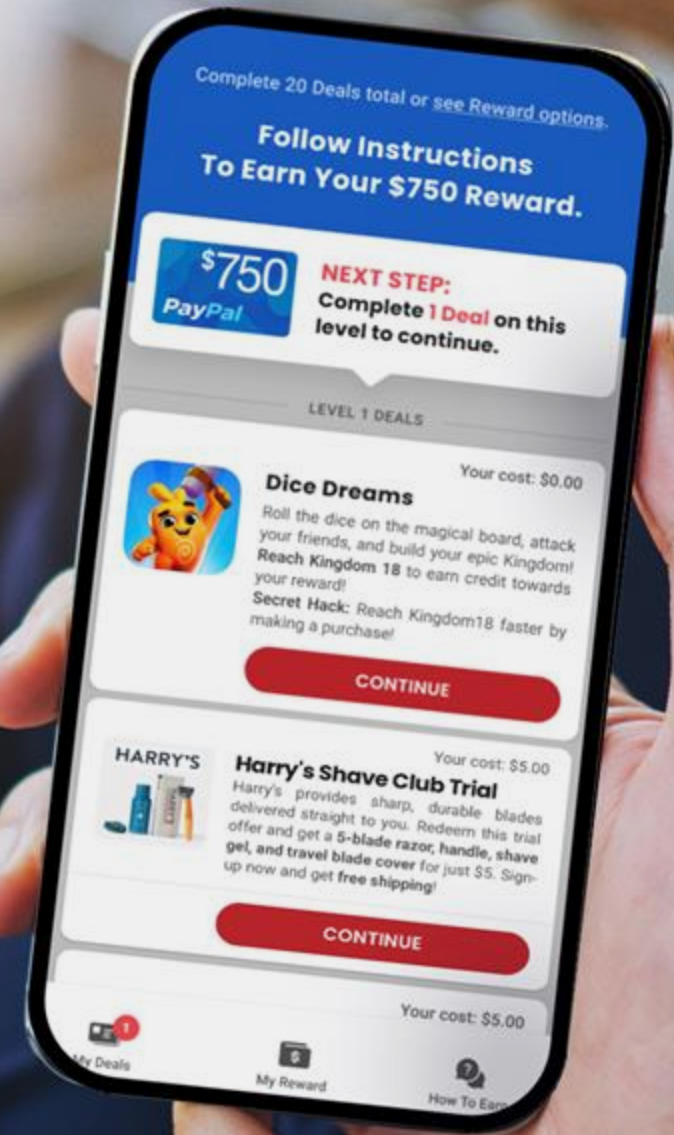 Complete 20 Deals total or see Reward options.
Follow Instructions
To Earn Your $750 Reward.
$750
PayPal
NEXT STEP:
Complete 1 Deal on this
level to continue.
LEVEL 1 DEALS
Your cost: $0.00
Dice Dreams
Roll the dice on the magical board, attack
your friends, and build your epic Kingdom!
Reach Kingdom 18 to earn credit towards
your reward!
Secret Hack: Reach Kingdom18 faster by
making a purchase!
CONTINUE
HARRY'S
Your cost: $5.00
Harry's Shave Club Trial
Harry's provides sharp, durable blades
delivered straight to you. Redeem this trial
offer and get a 5-blade razor, handle, shave
gel, and travel blade cover for just $5. Sign-
up now and get free shipping!
CONTINUE
Your cost: $5.00
1
My Deals
My Reward
How To Earn